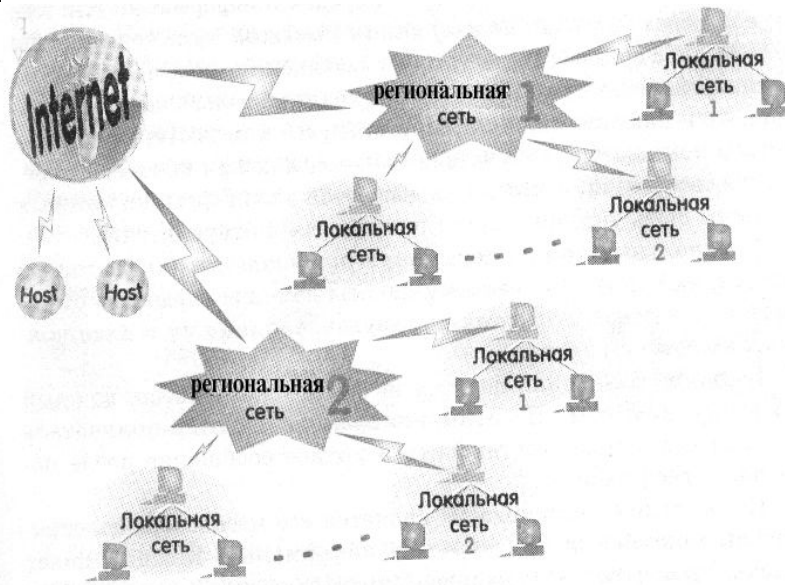 Internet
региональная
сеть 1
Локальная
сеть
1
Локальная
сеть
Локальная
сеть
2
Host
Host
региональная
сеть 2
Локальная
сеть
1
Локальная
сеть
Локальная
сеть
2